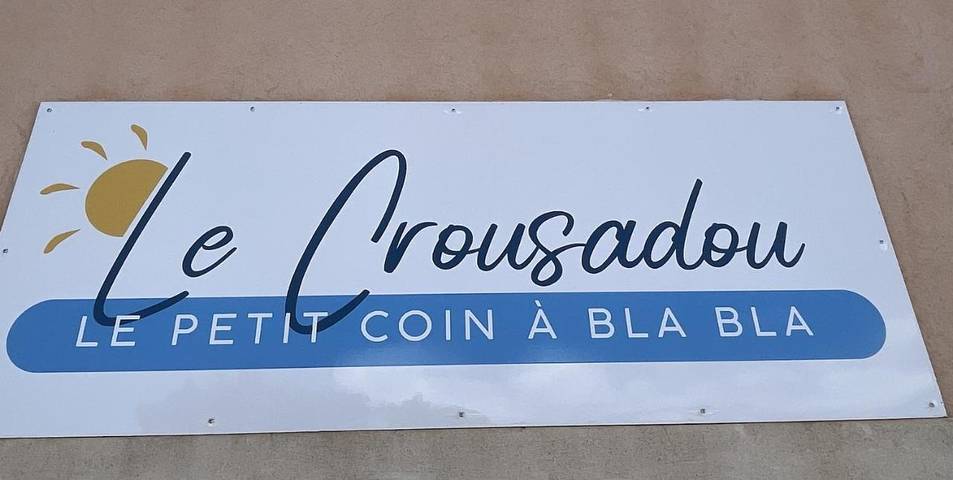 Le Crousadou
LE PETIT COIN À BLA BLA